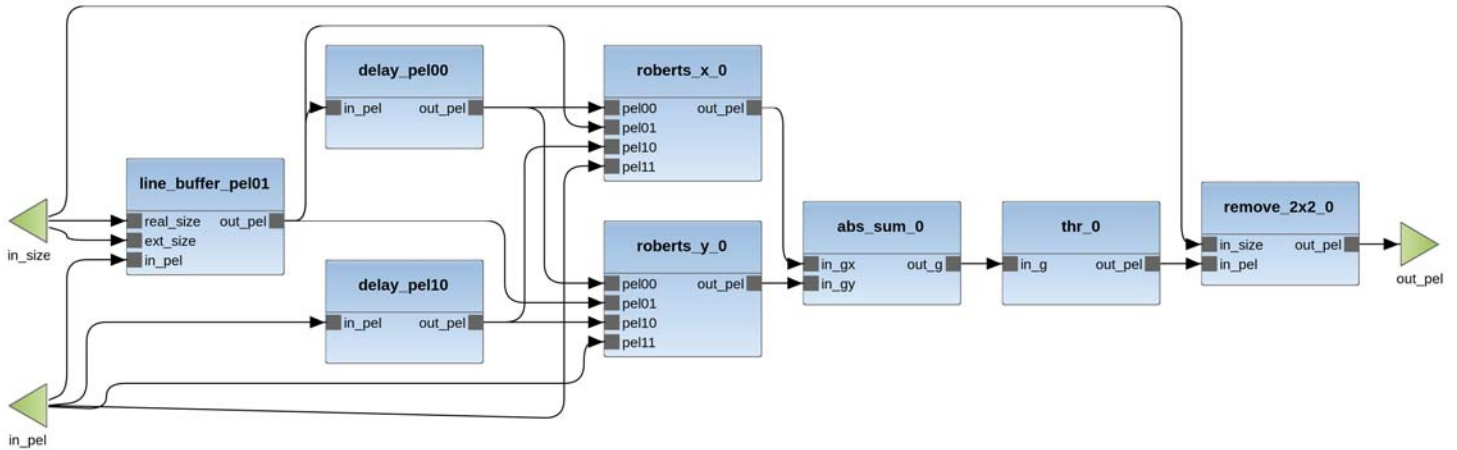 in_size
in_pel
line_buffer_pel01
real_size out_pel
ext_size
in_pel
delay_pel00
in_pel out_pel
delay_pel10
in_pel out_pel
roberts_x_0
pel00 out_pel
pel01
pel10
pel11
roberts_y_0
pel00 out_pel
pel01
pel10
pel11
abs_sum_0
in_gx out_g
in_gy
thr_0
in_g out_pel
remove_2x2_0
in_size out_pel
in_pel
out_pel